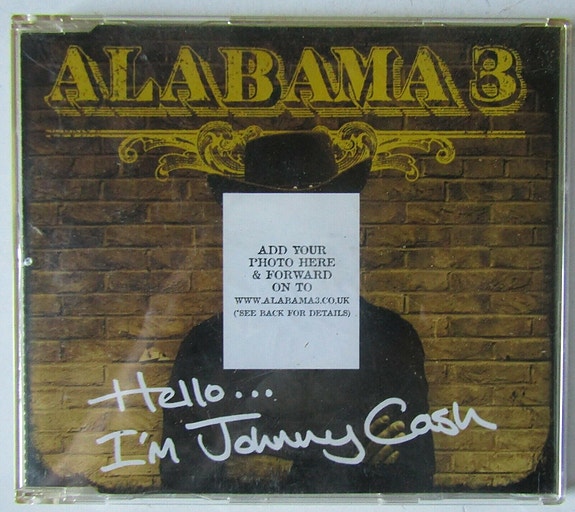 ALABAMA 3
ADD YOUR
PHOTO HERE
& FORWARD
ON TO
WWW.ALABAMA3.CO.UK
(*SEE BACK FOR DETAILS)
Hello...
I'm Johnny Cash